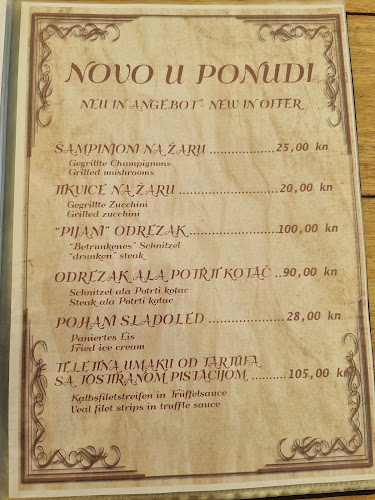 NOVO U PONUDI
NEU IN ANGEBOT - NEW IN OFFER
ŠAMPINJONI NA ŽARU ..................25,00 kn
Gegrillte Champignons
Grilled mushrooms
TIKVICE NA ŽARU ...........................20,00 kn
Gegrillte Zucchini
Grilled zucchini
"PIJANI" ODREZAK ........................100,00 kn
"Betrunkenes" Schnitzel
"drunken" steak
ODREZAK ALA POTRTI KOTAČ ..90,00 kn
Schnitzel ala Potrti kotac
Steak ala Potrti kotac
POHANI SLADOLED .....................28,00 kn
Paniertes Eis
Fried ice cream
TELETINA UMAKU OD TARTUFA
SA TOSTIRANOM PISTACIJOM ..........105,00 kn
Kalbsfiletstreifen in Trüffelsauce
Veal filet strips in truffle sauce